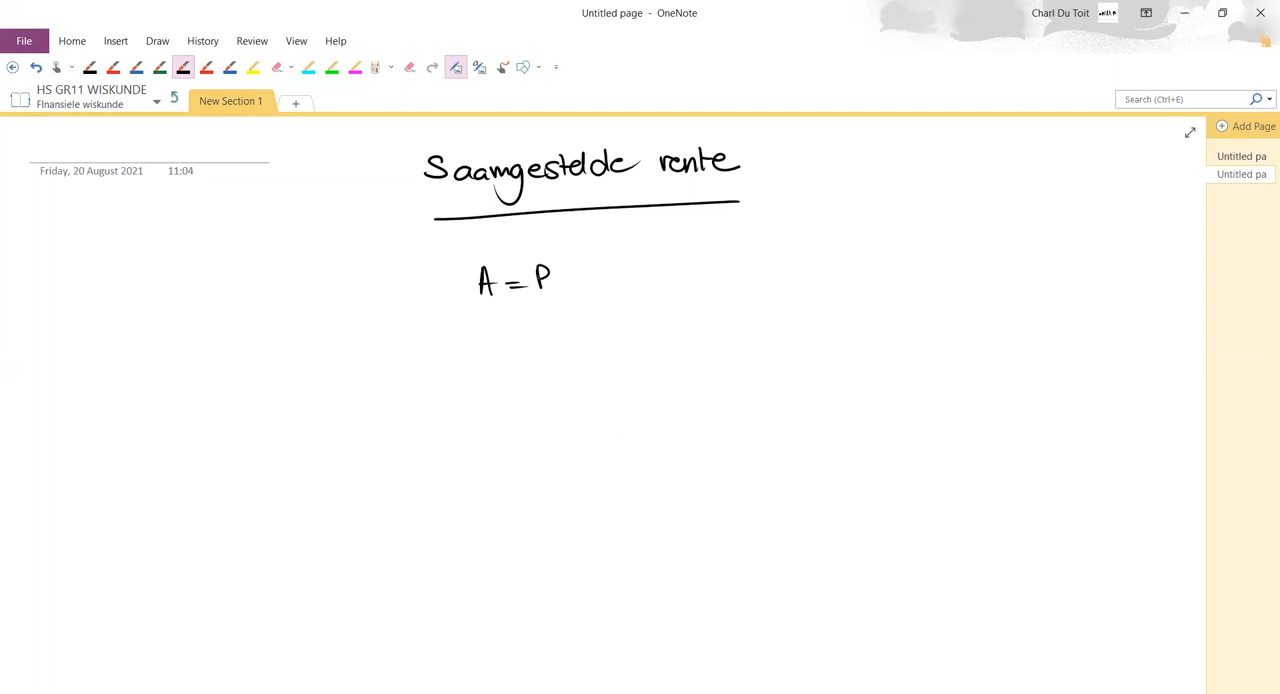 Untitled page - OneNote
Charl Du Toit
File Home Insert Draw History Review View Help
HS GR11 WISKUNDE
FInansiele wiskunde
New Section 1
Search (Ctrl+E)
Add Page
Untitled pa
Untitled pa
Friday, 20 August 2021 11:04
Saamgestelde rente
A = P